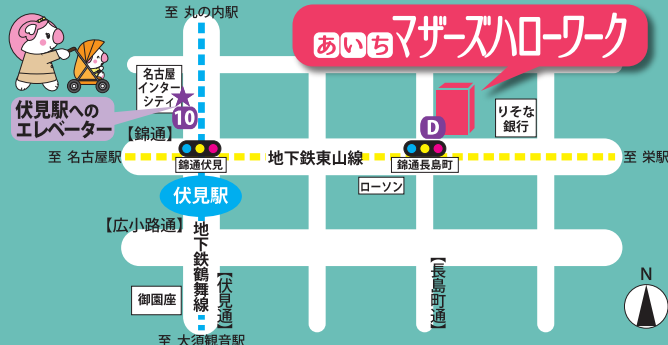 至 丸の内駅
あいちマザーズハローワーク
名古屋
インター
シティ
伏見駅への
エレベーター
10
D
りそな
銀行
【錦通】
至 名古屋駅
錦通伏見
地下鉄東山線
錦通長島町
至 栄駅
ローソン
伏見駅
【広小路通】
地下鉄鶴舞線
【伏見通】
【長島町通】
御園座
N
至 大須観音駅